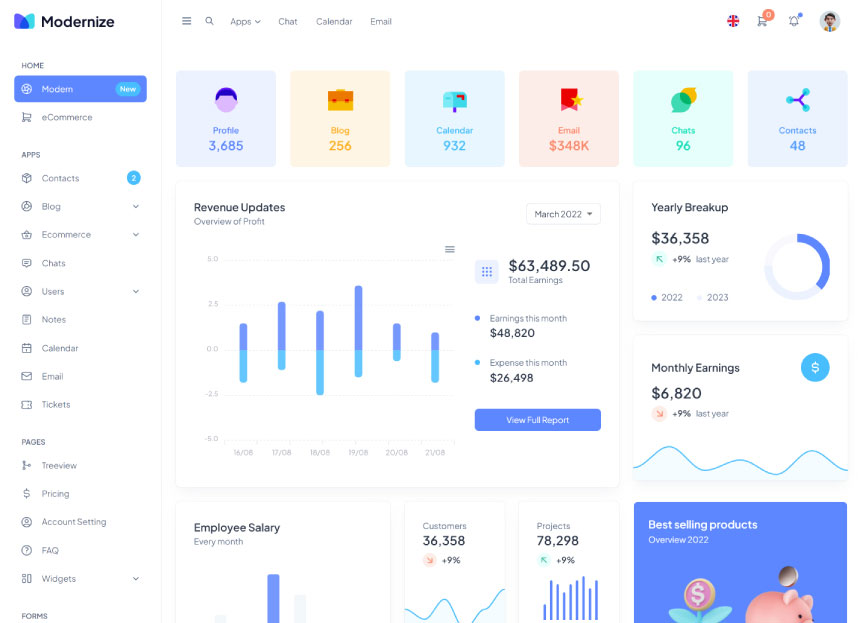 Modernize
Apps
Chat
Calendar
Email
0
HOME
Modern
New
eCommerce
APPS
Contacts
2
Blog
Ecommerce
Chats
Users
Notes
Calendar
Email
Tickets
PAGES
Treeview
Pricing
Account Setting
FAQ
Widgets
FORMS
Profile
3,685
Blog
256
Calendar
932
Email
$348K
Chats
96
Contacts
48
Revenue Updates
Overview of Profit
March 2022
5.0
2.5
0.0
-2.5
-5.0
16/08
17/08
18/08
19/08
20/08
21/08
$63,489.50
Total Earnings
Earnings this month
$48,820
Expense this month
$26,498
View Full Report
Yearly Breakup
$36,358
+9% last year
2022
2023
Monthly Earnings
$
$6,820
+9% last year
Employee Salary
Every month
Customers
36,358
+9%
Projects
78,298
+9%
Best selling products
Overview 2022
$